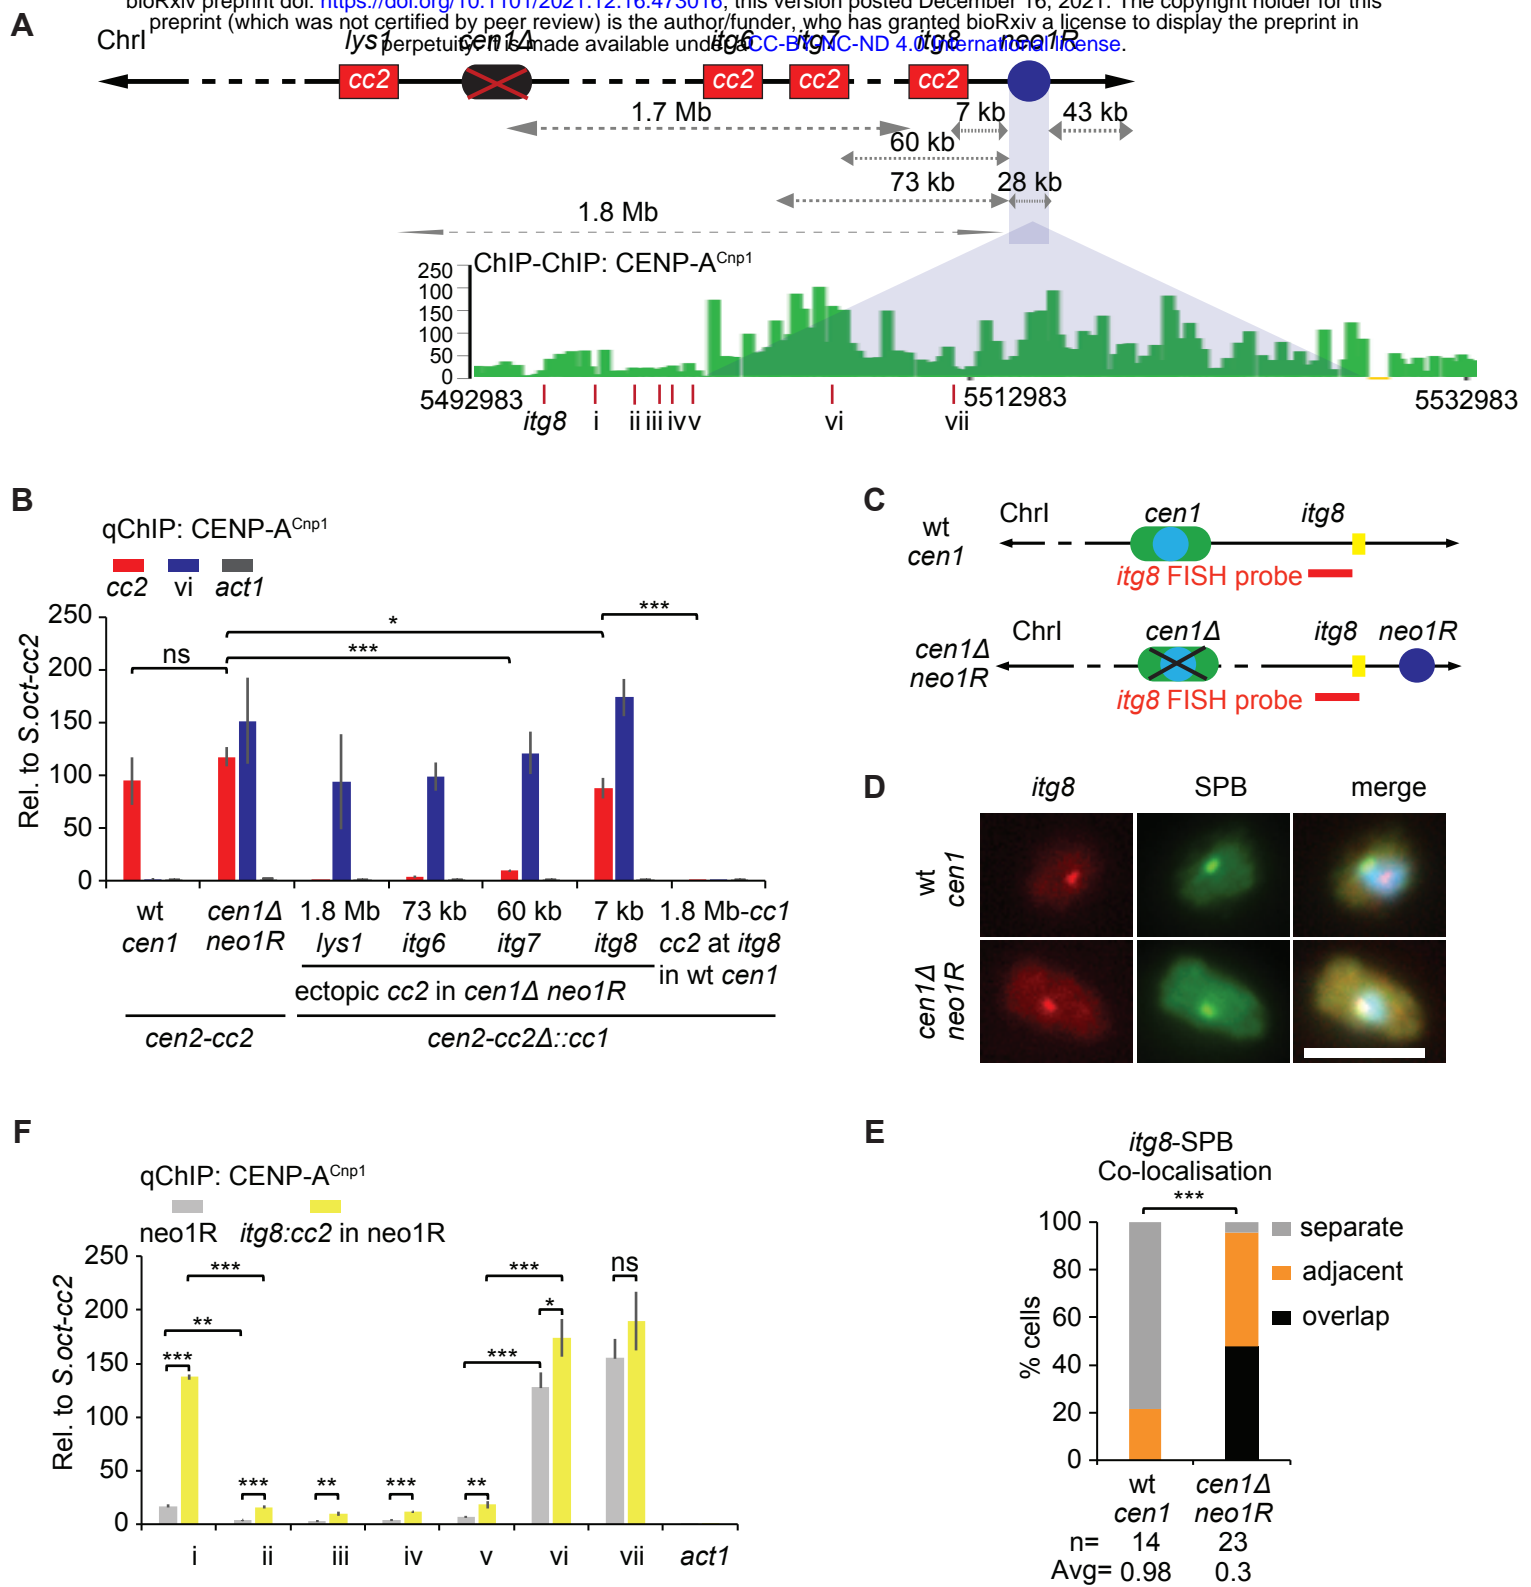 bioRxiv preprint doi: https://doi.org/10.1101/2021.12.16.473016; this version posted December 16, 2021. The copyright holder for this
preprint (which was not certified by peer review) is the author/funder, who has granted bioRxiv a license to display the preprint in
perpetuity. It is made available under aCC-BY-NC-ND 4.0 International license.
A
ChrI lys1 cen1Δ itg6 itg7 itg8 neo1R
cc2 cc2 cc2 cc2
1.7 Mb 7 kb 43 kb
60 kb
73 kb 28 kb
1.8 Mb
ChIP-ChIP: CENP-A^Cnp1
250
100
150
100
50
0
5492983 5512983 5532983
itg8 i ii iii iv v vi vii
B
qChIP: CENP-A^Cnp1
cc2 vi act1
Rel. to S.oct-cc2
250
200
150
100
50
0
ns * *** ***
wt cen1Δ 1.8 Mb 73 kb 60 kb 7 kb 1.8 Mb-cc1
cen1 neo1R lys1 itg6 itg7 itg8 cc2 at itg8
in wt cen1
ectopic cc2 in cen1Δ neo1R
cen2-cc2 cen2-cc2Δ::cc1
C
wt
cen1
ChrI cen1 itg8
itg8 FISH probe
cen1Δ
neo1R
ChrI cen1Δ itg8 neo1R
itg8 FISH probe
D
itg8 SPB merge
wt
cen1
cen1Δ
neo1R
F
qChIP: CENP-A^Cnp1
neo1R itg8:cc2 in neo1R
Rel. to S.oct-cc2
250
200
150
100
50
0
*** ** *** *** ** *** ** *** *** * ns
i ii iii iv v vi vii act1
E
itg8-SPB
Co-localisation
***
% cells
100
80
60
40
20
0
separate
adjacent
overlap
wt cen1Δ
cen1 neo1R
n= 14 23
Avg= 0.98 0.3